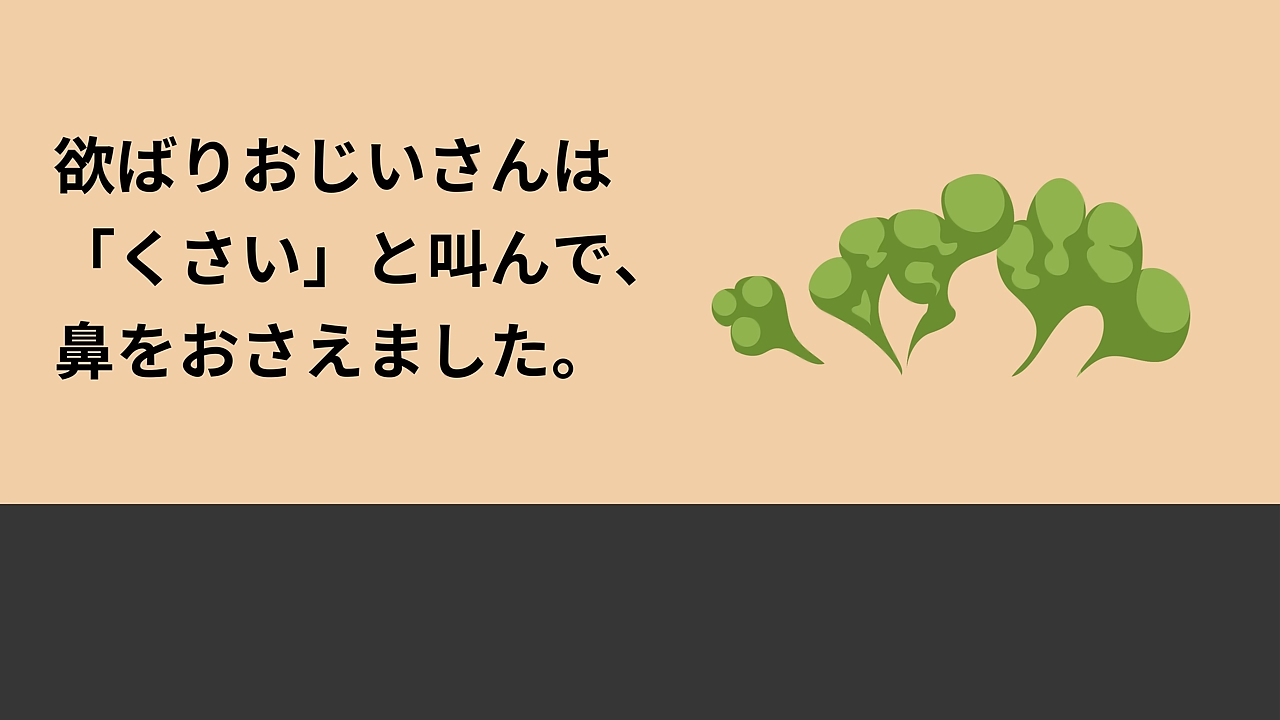 欲ばりおじいさんは
「くさい」と叫んで、
鼻をおさえました。